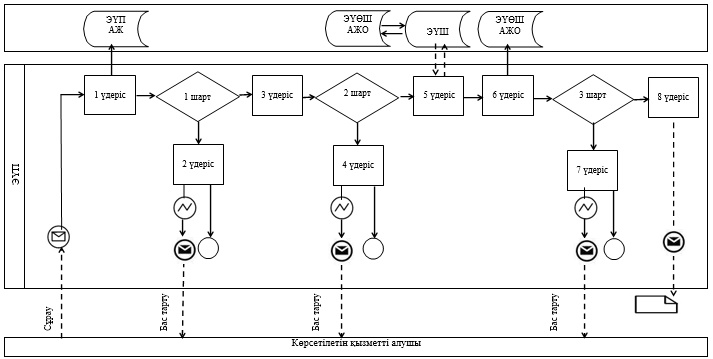 ЭҮП
АЖ
ЭҮӨШ
АЖО
ЭҮШ
ЭҮӨШ
АЖО
ЭҮП
1 үдеріс
1 шарт
3 үдеріс
2 шарт
5 үдеріс
6 үдеріс
3 шарт
8 үдеріс
2 үдеріс
4 үдеріс
7 үдеріс
Сұрау
Бас тарту
Бас тарту
Бас тарту
Көрсетілетін қызметті алушы